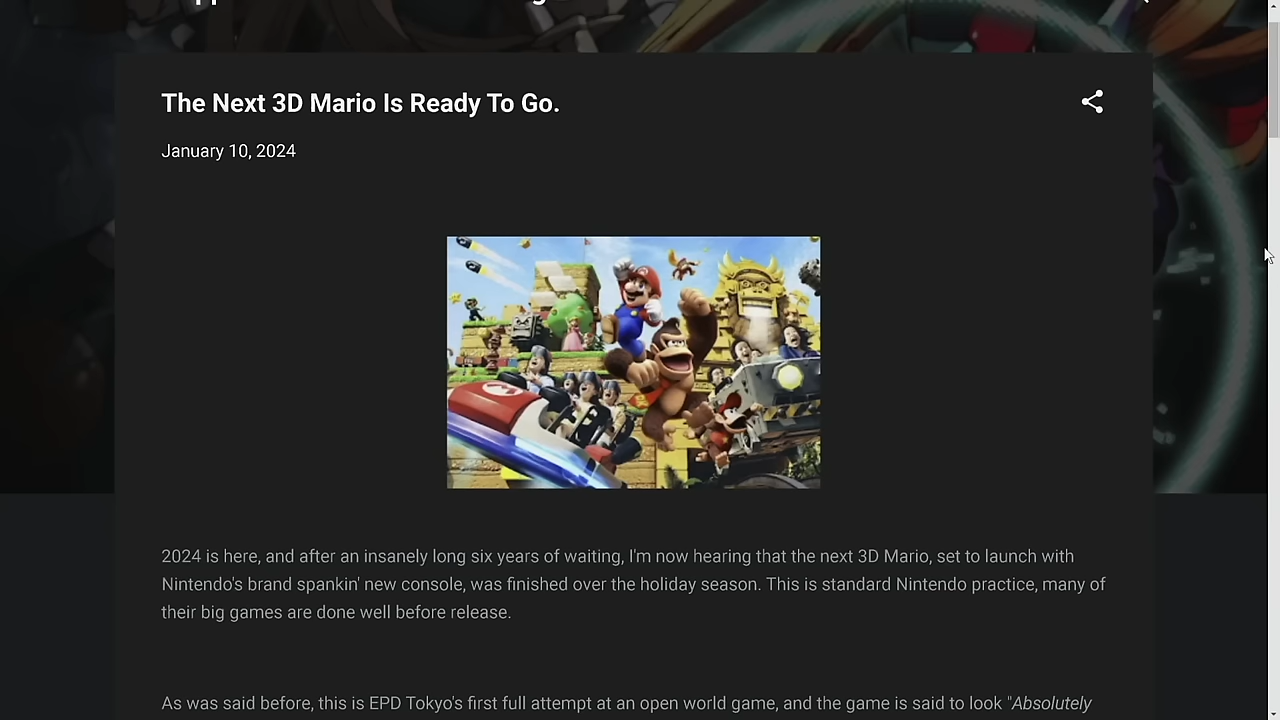 The Next 3D Mario Is Ready To Go.
January 10, 2024
2024 is here, and after an insanely long six years of waiting, I'm now hearing that the next 3D Mario, set to launch with
Nintendo's brand spankin' new console, was finished over the holiday season. This is standard Nintendo practice, many of
their big games are done well before release.
As was said before, this is EPD Tokyo's first full attempt at an open world game, and the game is said to look "Absolutely